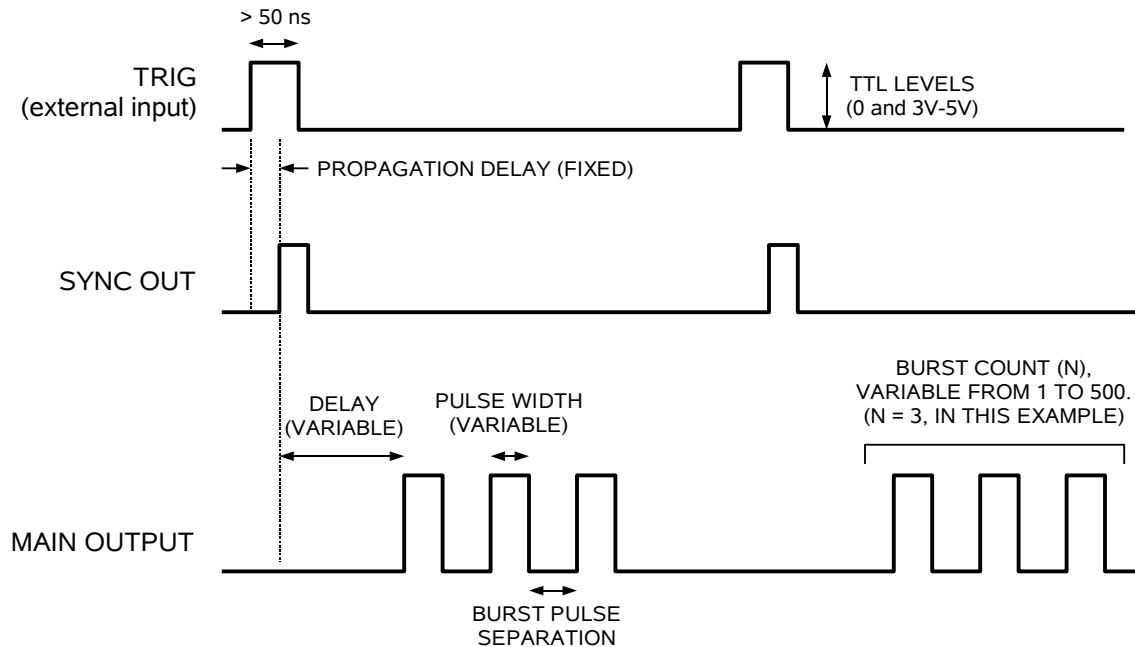 > 50 ns
TRIG
(external input)
TTL LEVELS
(0 and 3V-5V)
PROPAGATION DELAY (FIXED)
SYNC OUT
BURST COUNT (N),
VARIABLE FROM 1 TO 500.
(N = 3, IN THIS EXAMPLE)
DELAY
(VARIABLE)
PULSE WIDTH
(VARIABLE)
MAIN OUTPUT
BURST PULSE
SEPARATION